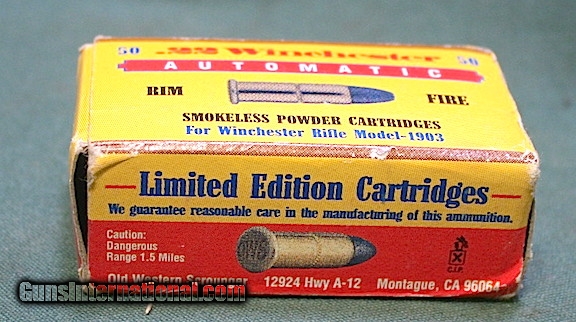 50 .22 Winchester 50
AUTOMATIC
RIM FIRE
SMOKELESS POWDER CARTRIDGES
For Winchester Rifle Model-1903
Limited Edition Cartridges
We guarantee reasonable care in the manufacturing of this ammunition.
Caution:
Dangerous
Range 1.5 Miles
OWS
C.I.P.
Old Western Scrounger 12924 Hwy A-12 Montague, CA 96064
GunsInternational.com